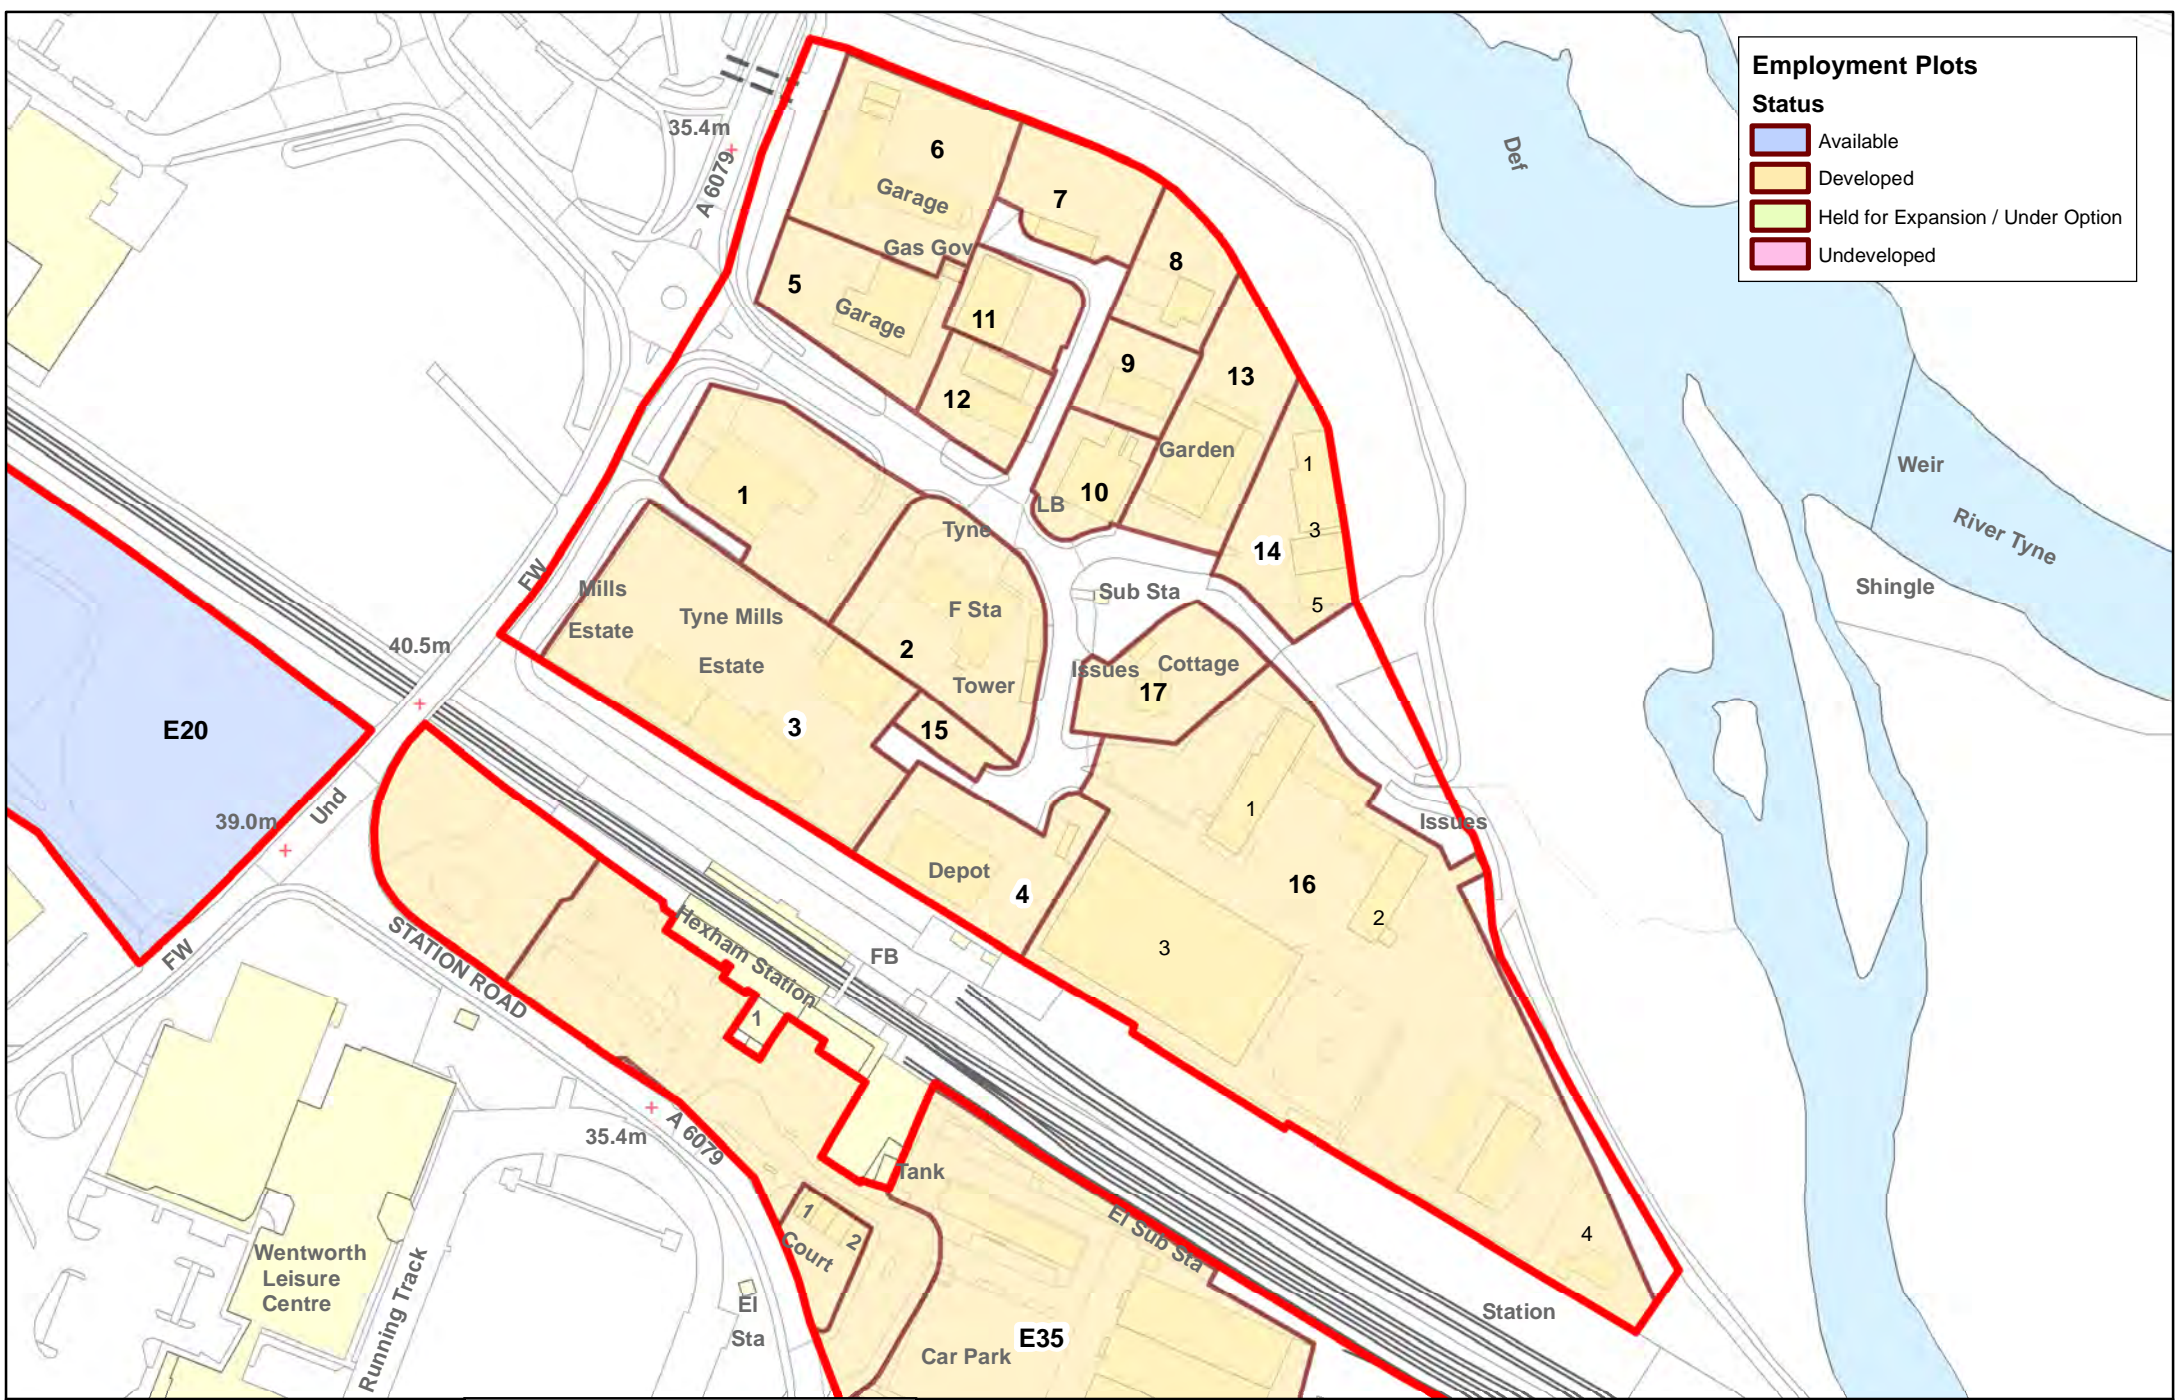 Employment Plots
Status
Available
Developed
Held for Expansion / Under Option
Undeveloped
35.4m
A 6079
6
Garage
7
Def
Gas Gov
8
5
Garage
11
9
13
12
Garden
Weir
1
1
10
LB
River Tyne
Tyne
3
14
FW
Mills
Tyne Mills
F Sta
Sub Sta
Shingle
Estate
5
40.5m
Estate
2
Issues
Cottage
Tower
17
E20
3
15
Und
39.0m
1
Issues
Depot
4
16
2
STATION ROAD
Hexham Station
FW
FB
3
1
35.4m
A 6079
Tank
1
2
Court
El Sub Sta
4
Wentworth
Leisure
Centre
Running Track
El
Sta
Station
E35
Car Park